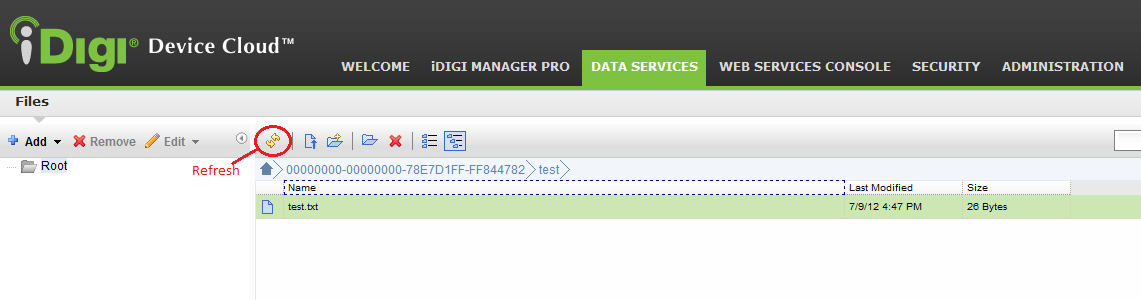 iDigi® Device Cloud™
WELCOME iDIGI MANAGER PRO DATA SERVICES WEB SERVICES CONSOLE SECURITY ADMINISTRATION
Files
Add Remove Edit
Root
Refresh
00000000-00000000-78E7D1FF-FF844782 test
Name Last Modified Size
test.txt 7/9/12 4:47 PM 26 Bytes